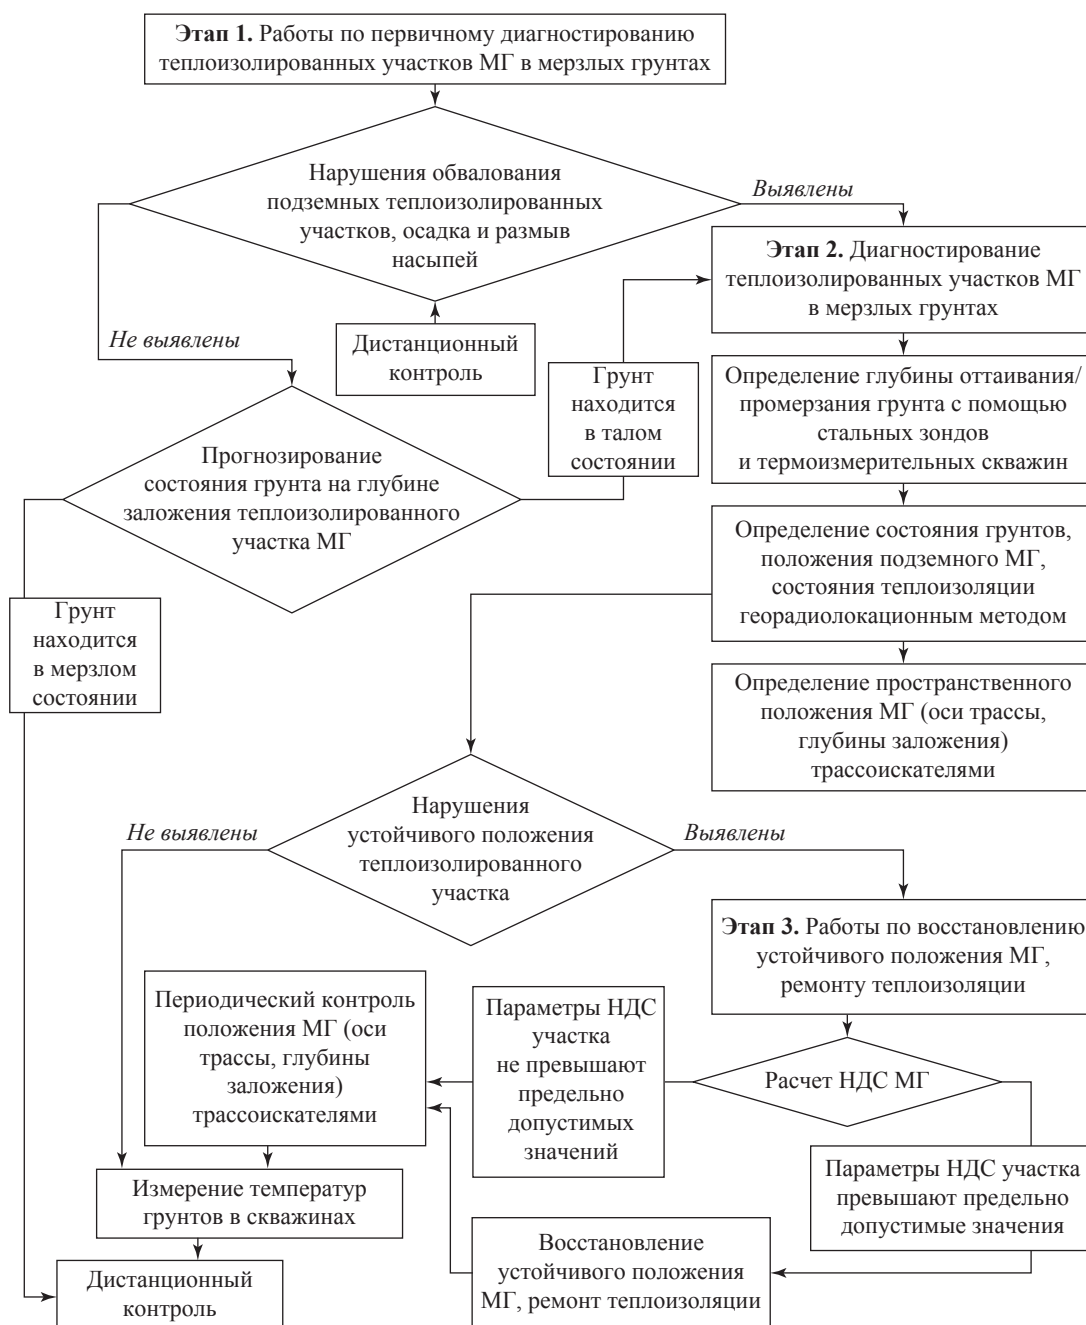 Этап 1. Работы по первичному диагностированию
теплоизолированных участков МГ в мерзлых грунтах
Нарушения обвалования
подземных теплоизолированных
участков, осадка и размыв
насыпей
Выявлены
Не выявлены
Дистанционный
контроль
Этап 2. Диагностирование
теплоизолированных участков МГ
в мерзлых грунтах
Грунт
находится
в талом
состоянии
Определение глубины оттаивания/
промерзания грунта с помощью
стальных зондов
и термоизмерительных скважин
Прогнозирование
состояния грунта на глубине
заложения теплоизолированного
участка МГ
Определение состояния грунтов,
положения подземного МГ,
состояния теплоизоляции
георадиолокационным методом
Грунт
находится
в мерзлом
состоянии
Определение пространственного
положения МГ (оси трассы,
глубины заложения)
трассоискателями
Нарушения
устойчивого положения
теплоизолированного
участка
Не выявлены
Выявлены
Этап 3. Работы по восстановлению
устойчивого положения МГ,
ремонту теплоизоляции
Периодический контроль
положения МГ (оси
трассы, глубины
заложения)
трассоискателями
Параметры НДС
участка
не превышают
предельно
допустимых
значений
Расчет НДС МГ
Параметры НДС участка
превышают предельно
допустимые значения
Измерение температур
грунтов в скважинах
Восстановление
устойчивого положения
МГ, ремонт теплоизоляции
Дистанционный
контроль